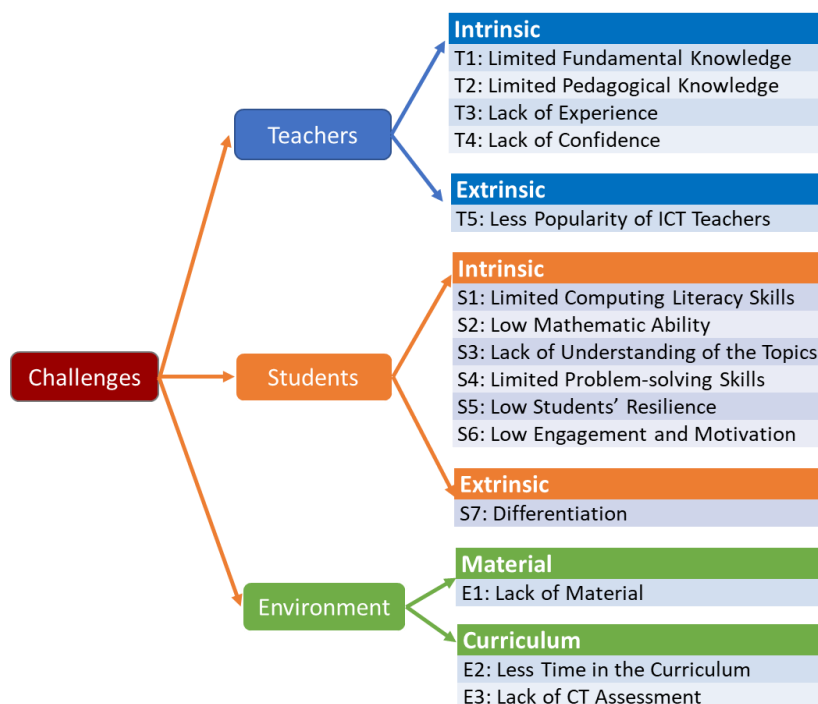 Challenges
Teachers
Intrinsic
T1: Limited Fundamental Knowledge
T2: Limited Pedagogical Knowledge
T3: Lack of Experience
T4: Lack of Confidence
Extrinsic
T5: Less Popularity of ICT Teachers
Students
Intrinsic
S1: Limited Computing Literacy Skills
S2: Low Mathematic Ability
S3: Lack of Understanding of the Topics
S4: Limited Problem-solving Skills
S5: Low Students’ Resilience
S6: Low Engagement and Motivation
Extrinsic
S7: Differentiation
Environment
Material
E1: Lack of Material
Curriculum
E2: Less Time in the Curriculum
E3: Lack of CT Assessment